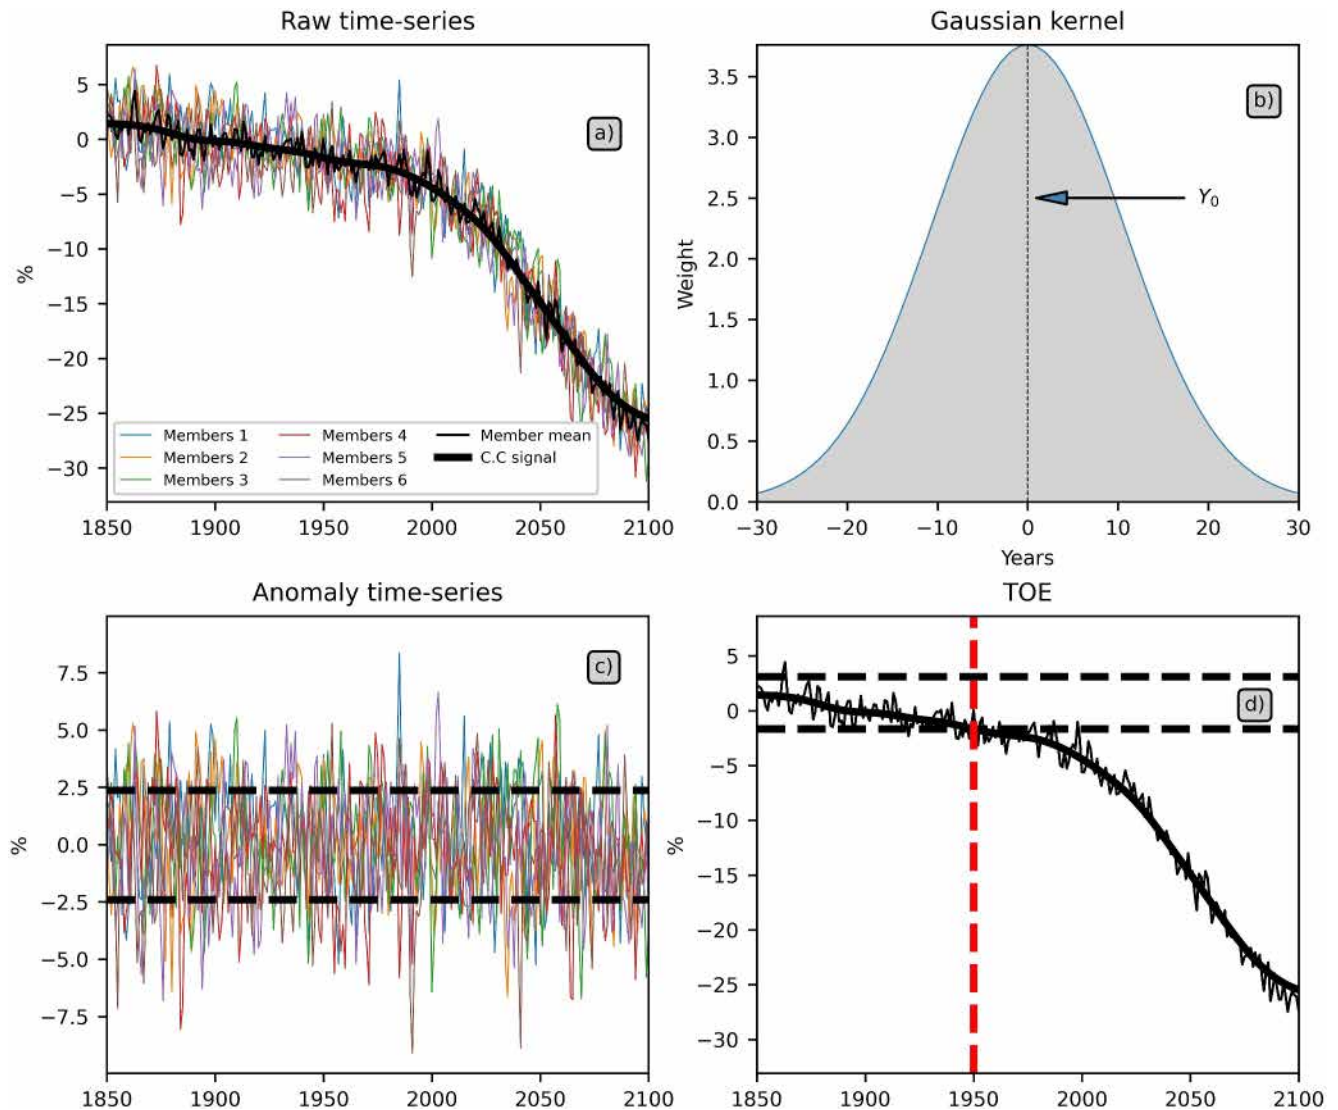 Raw time-series
5
0
−5
−10
−15
−20
−25
−30
%
a)
Members 1
Members 2
Members 3
Members 4
Members 5
Members 6
Member mean
C.C signal
1850 1900 1950 2000 2050 2100
Gaussian kernel
3.5
3.0
2.5
2.0
1.5
1.0
0.5
0.0
Weight
b)
Y0
−30 −20 −10 0 10 20 30
Years
Anomaly time-series
7.5
5.0
2.5
0.0
−2.5
−5.0
−7.5
%
c)
1850 1900 1950 2000 2050 2100
TOE
5
0
−5
−10
−15
−20
−25
−30
%
d)
1850 1900 1950 2000 2050 2100